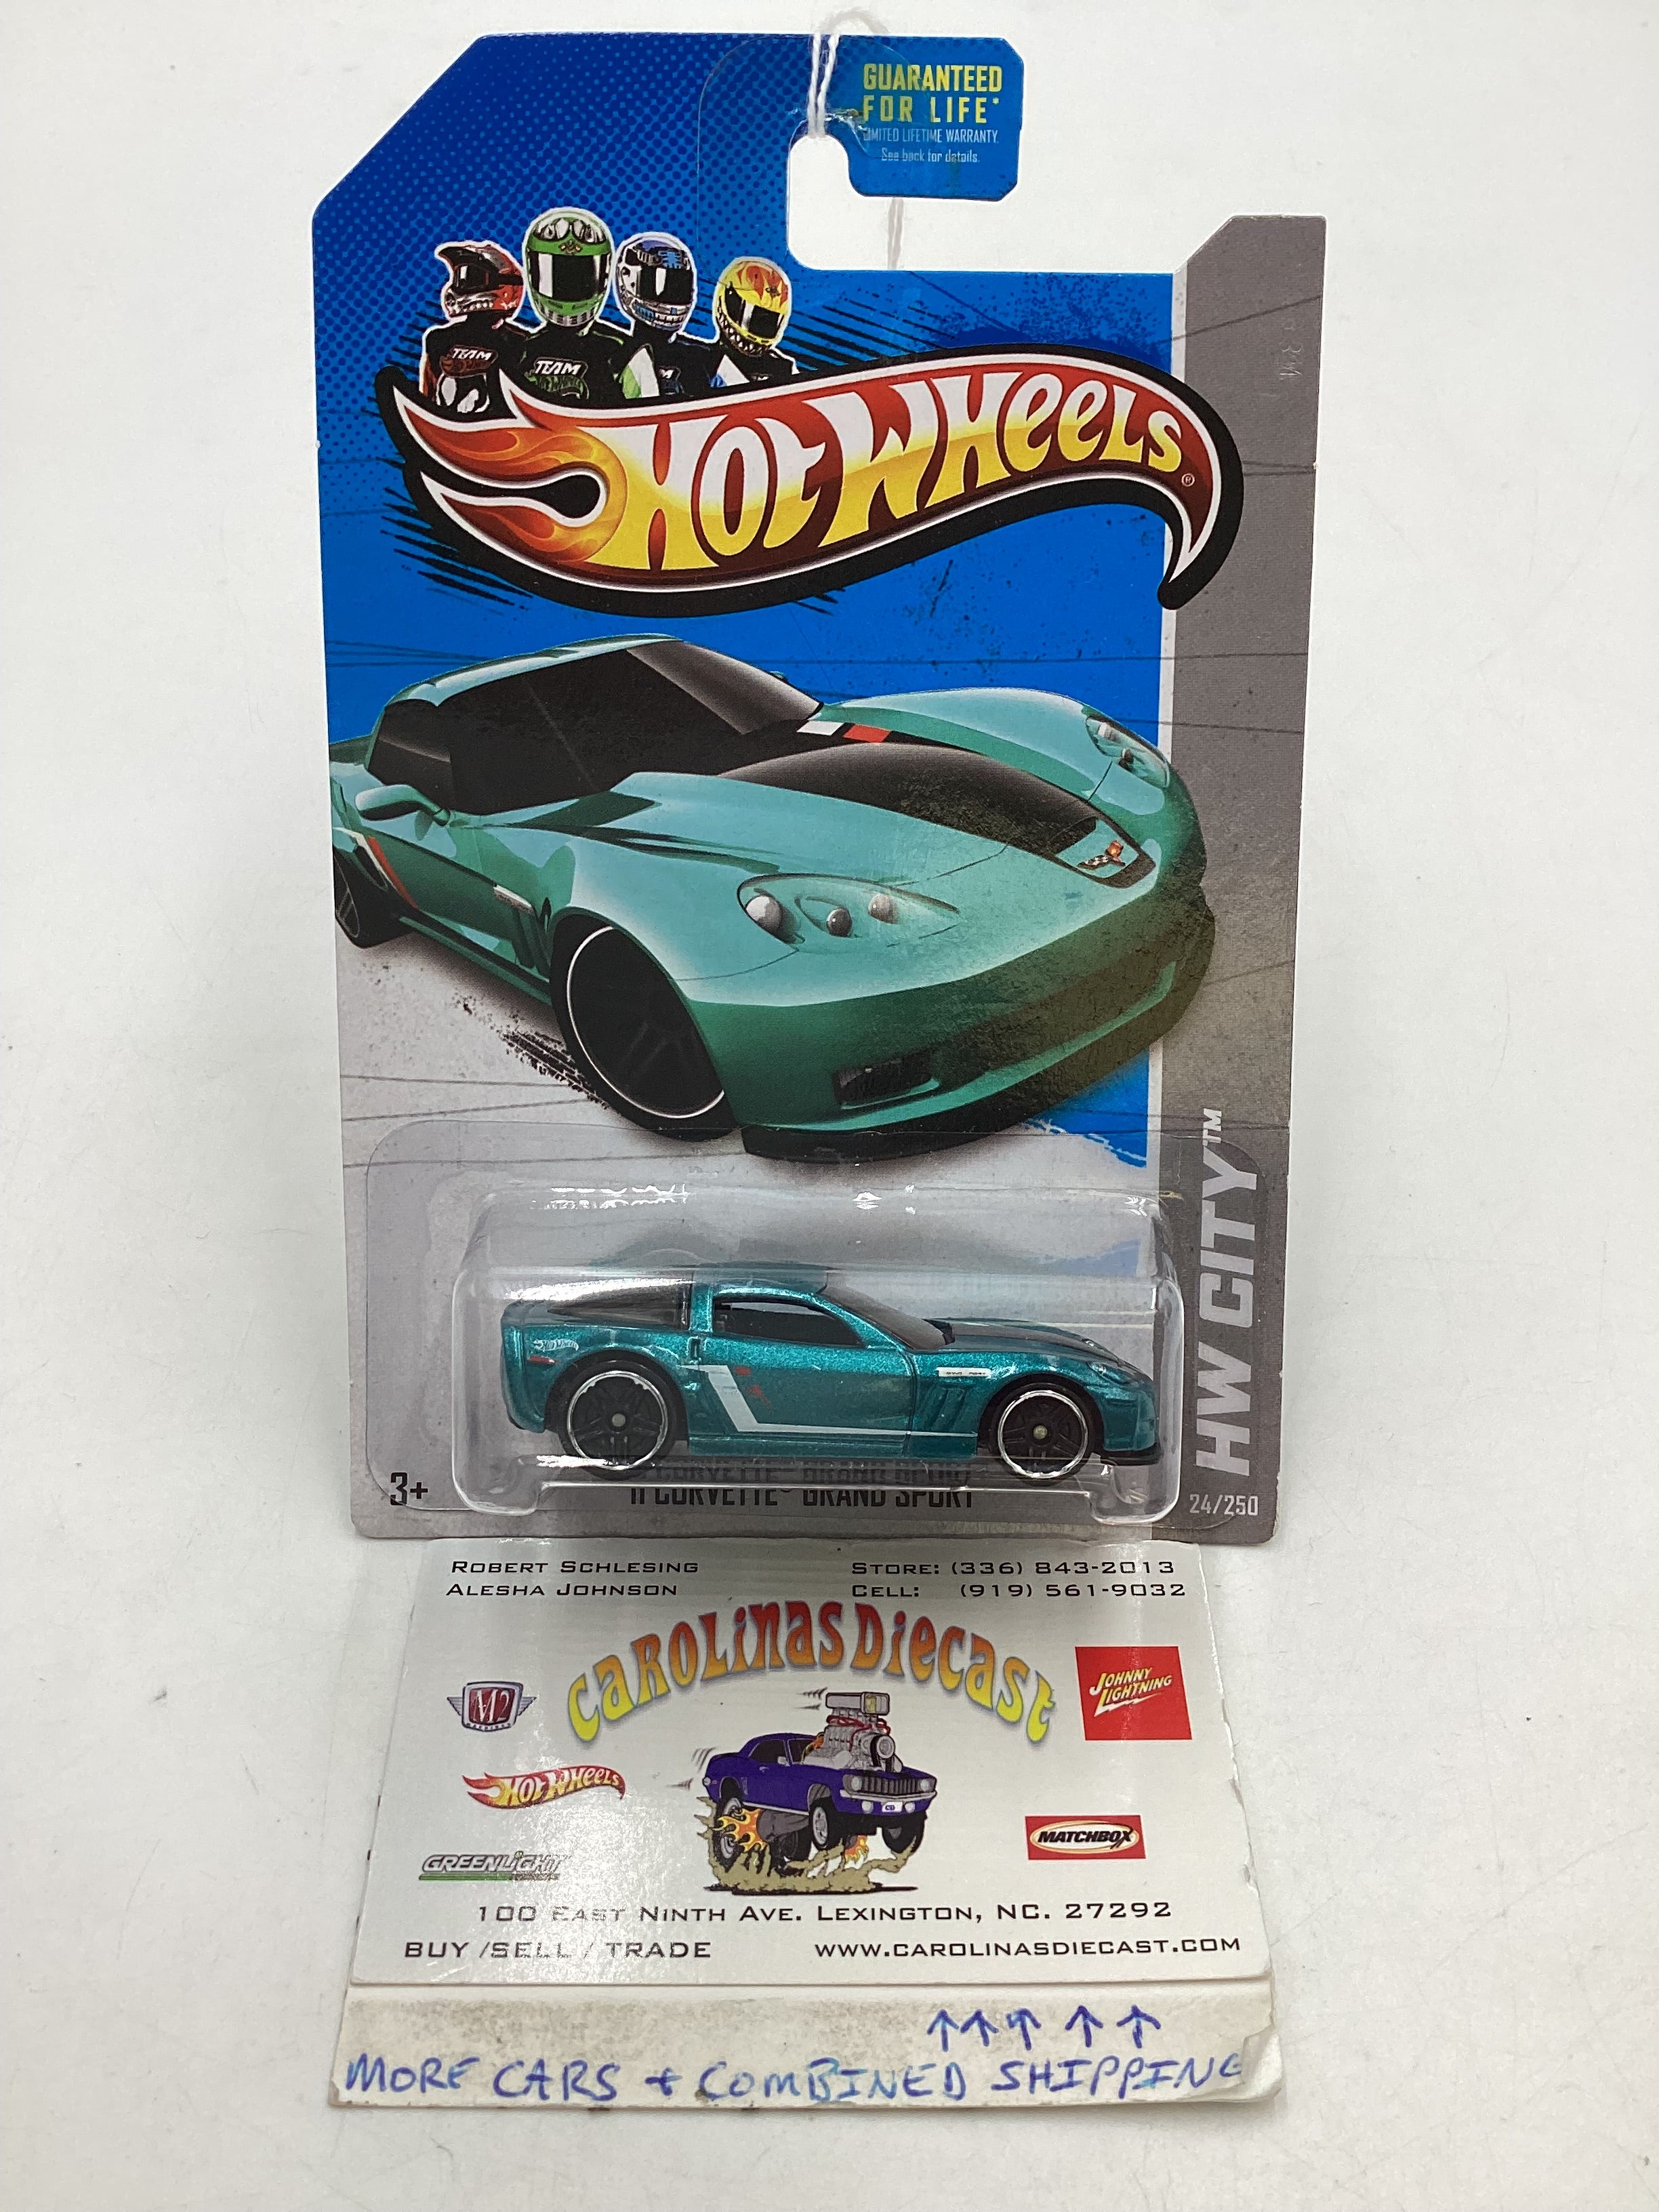 GUARANTEED
FOR LIFE*
LIMITED LIFETIME WARRANTY.
See back for details.
TEAM
TEAM
HOT WHEELS®
HW CITY™
3+
'11 CORVETTE® GRAND SPORT
24/250
ROBERT SCHLESING
ALESHA JOHNSON
STORE: (336) 843-2013
CELL: (919) 561-9032
CAROLINAS DIECAST
M2
JOHNNY
LIGHTNING
HOT WHEELS
MATCHBOX
GREENLIGHT
100 EAST NINTH AVE. LEXINGTON, NC. 27292
BUY /SELL / TRADE
WWW.CAROLINASDIECAST.COM
MORE CARS + COMBINED SHIPPING